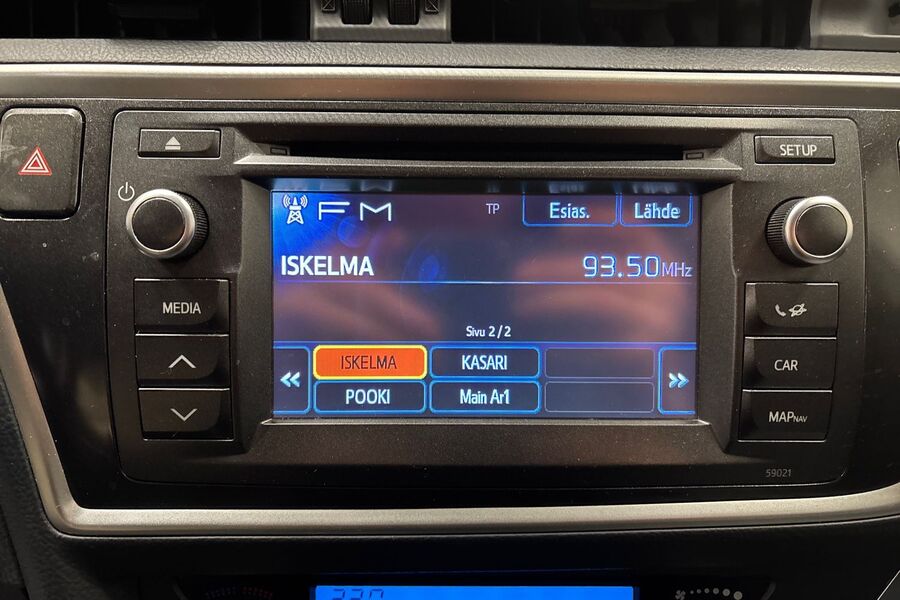 SETUP
FM TP Esias. Lähde
ISKELMA 93.50MHz
MEDIA
Sivu 2/2
« ISKELMA KASARI »
POOKI Main Ar1
CAR
MAPNAV
59021